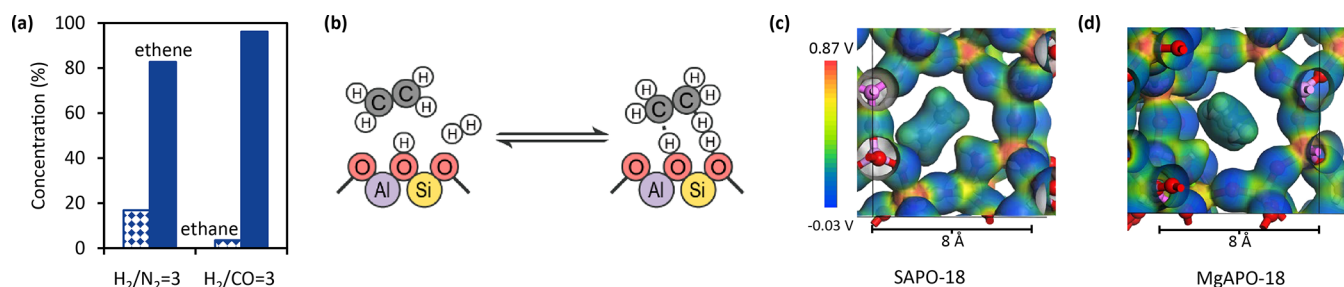 (a)
Concentration (%)
100
80
60
40
20
0
ethene
ethane
H₂/N₂=3
H₂/CO=3
(b)
H
H
C
C
H
H
H
H
H
O
O
O
Al
Si
H
H
C
C
H
H
H
H
H
O
O
O
Al
Si
(c)
0.87 V
-0.03 V
8 Å
SAPO-18
(d)
8 Å
MgAPO-18